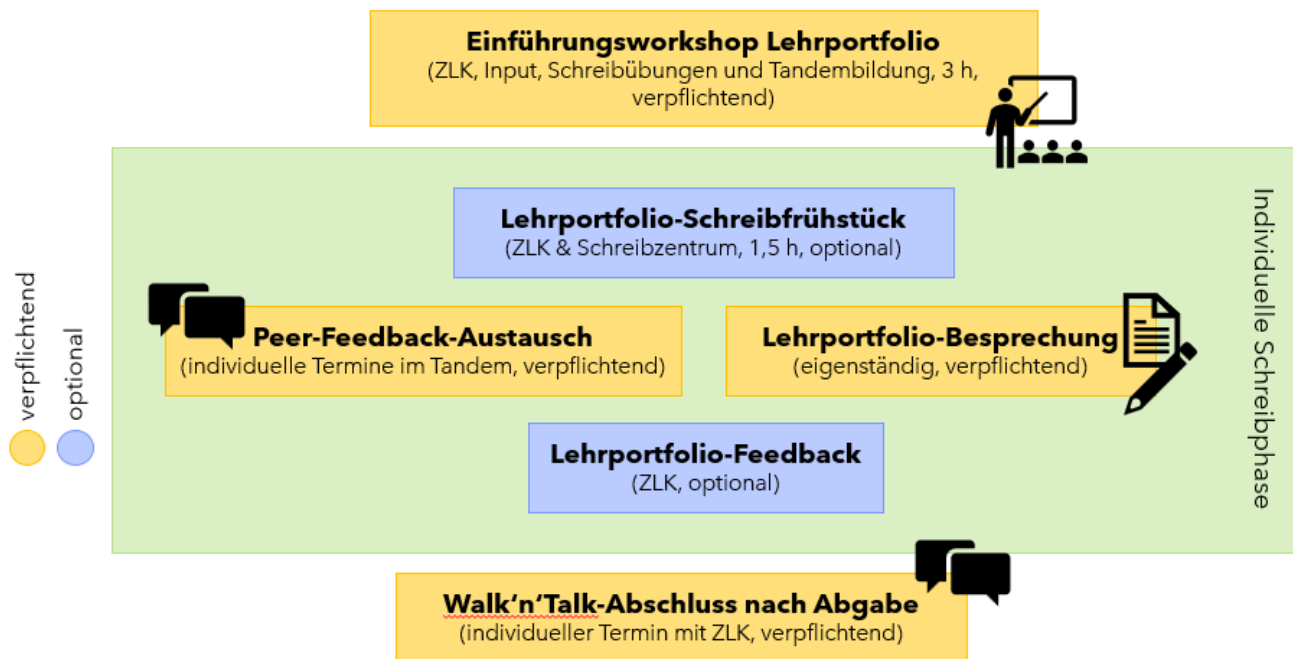 Einführungsworkshop Lehrportfolio
(ZLK, Input, Schreibübungen und Tandembildung, 3 h,
verpflichtend)
Lehrportfolio-Schreibfrühstück
(ZLK & Schreibzentrum, 1,5 h, optional)
Peer-Feedback-Austausch
(individuelle Termine im Tandem, verpflichtend)
Lehrportfolio-Besprechung
(eigenständig, verpflichtend)
Lehrportfolio-Feedback
(ZLK, optional)
Individuelle Schreibphase
Walk‘n‘Talk-Abschluss nach Abgabe
(individueller Termin mit ZLK, verpflichtend)
verpflichtend
optional